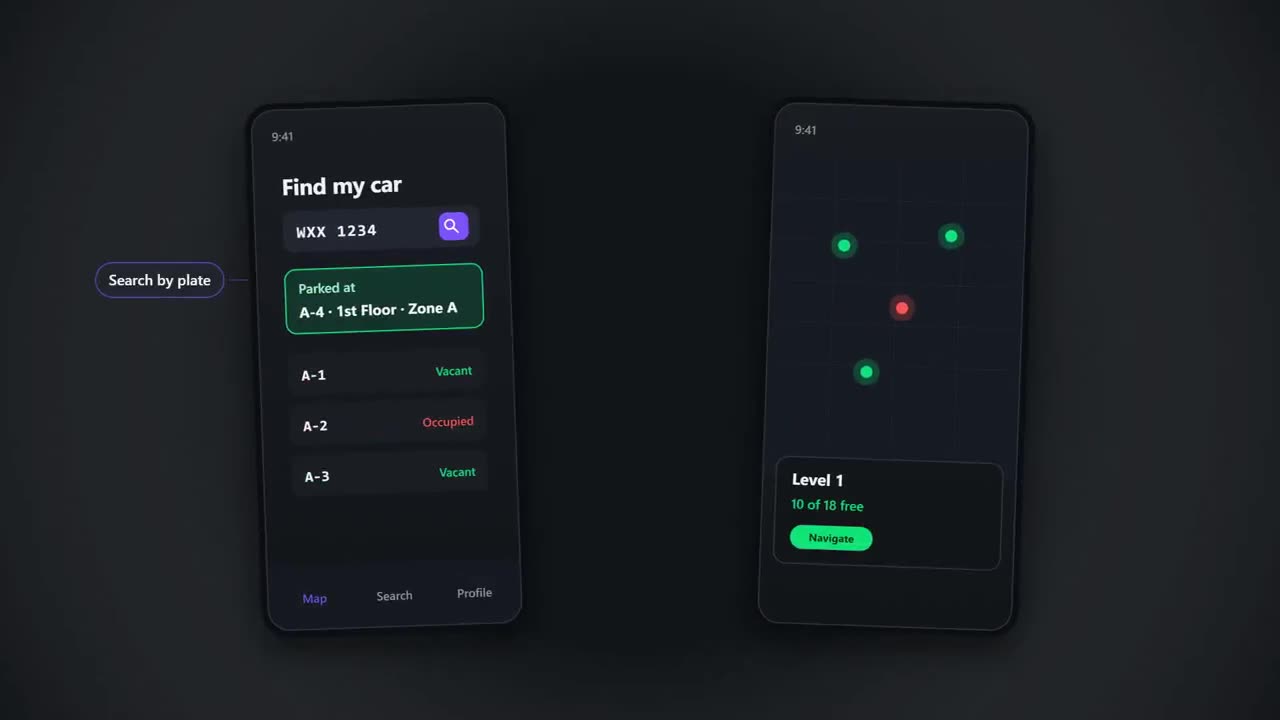 Search by plate
9:41
Find my car
WXX 1234
Parked at
A-4 · 1st Floor · Zone A
A-1 Vacant
A-2 Occupied
A-3 Vacant
Map Search Profile
9:41
Level 1
10 of 18 free
Navigate